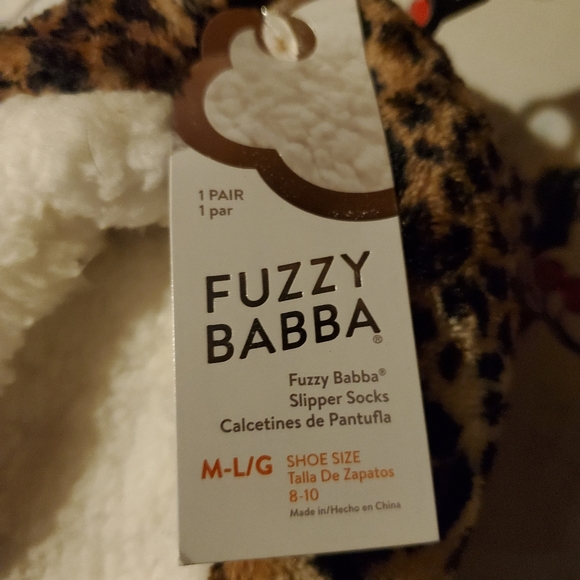 1 PAIR
1 par
FUZZY
BABBA®
Fuzzy Babba®
Slipper Socks
Calcetines de Pantufla
M-L/G
SHOE SIZE
Talla De Zapatos
8-10
Made in/Hecho en China